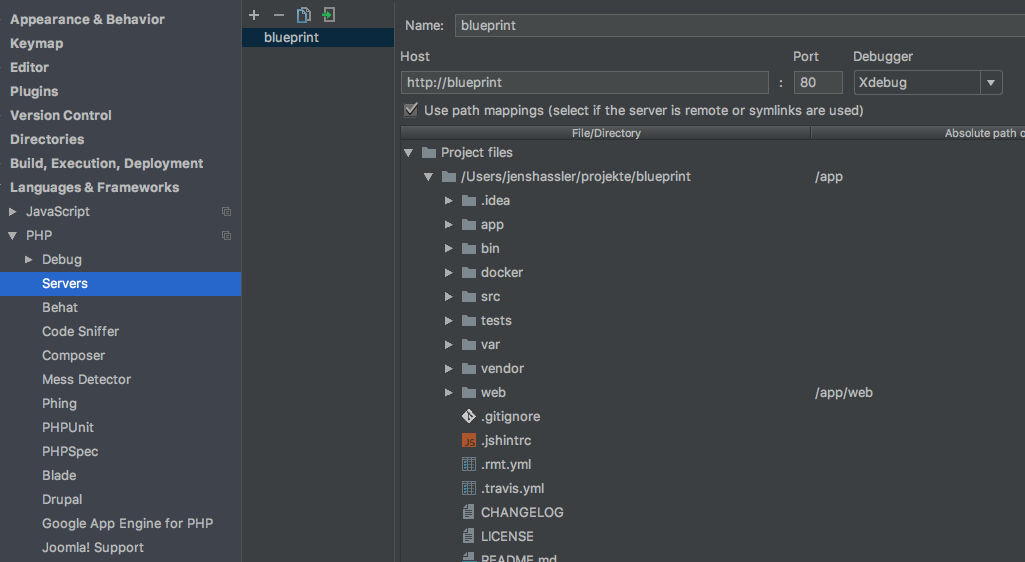 Appearance & Behavior
Keymap
Editor
Plugins
Version Control
Directories
Build, Execution, Deployment
Languages & Frameworks
JavaScript
PHP
Debug
Servers
Behat
Code Sniffer
Composer
Mess Detector
Phing
PHPUnit
PHPSpec
Blade
Drupal
Google App Engine for PHP
Joomla! Support
blueprint
Name: blueprint
Host Port Debugger
http://blueprint : 80 Xdebug
Use path mappings (select if the server is remote or symlinks are used)
File/Directory Absolute path o
Project files
/Users/jenshassler/projekte/blueprint /app
.idea
app
bin
docker
src
tests
var
vendor
web /app/web
.gitignore
JS .jshintrc
.rmt.yml
.travis.yml
CHANGELOG
LICENSE
README.md